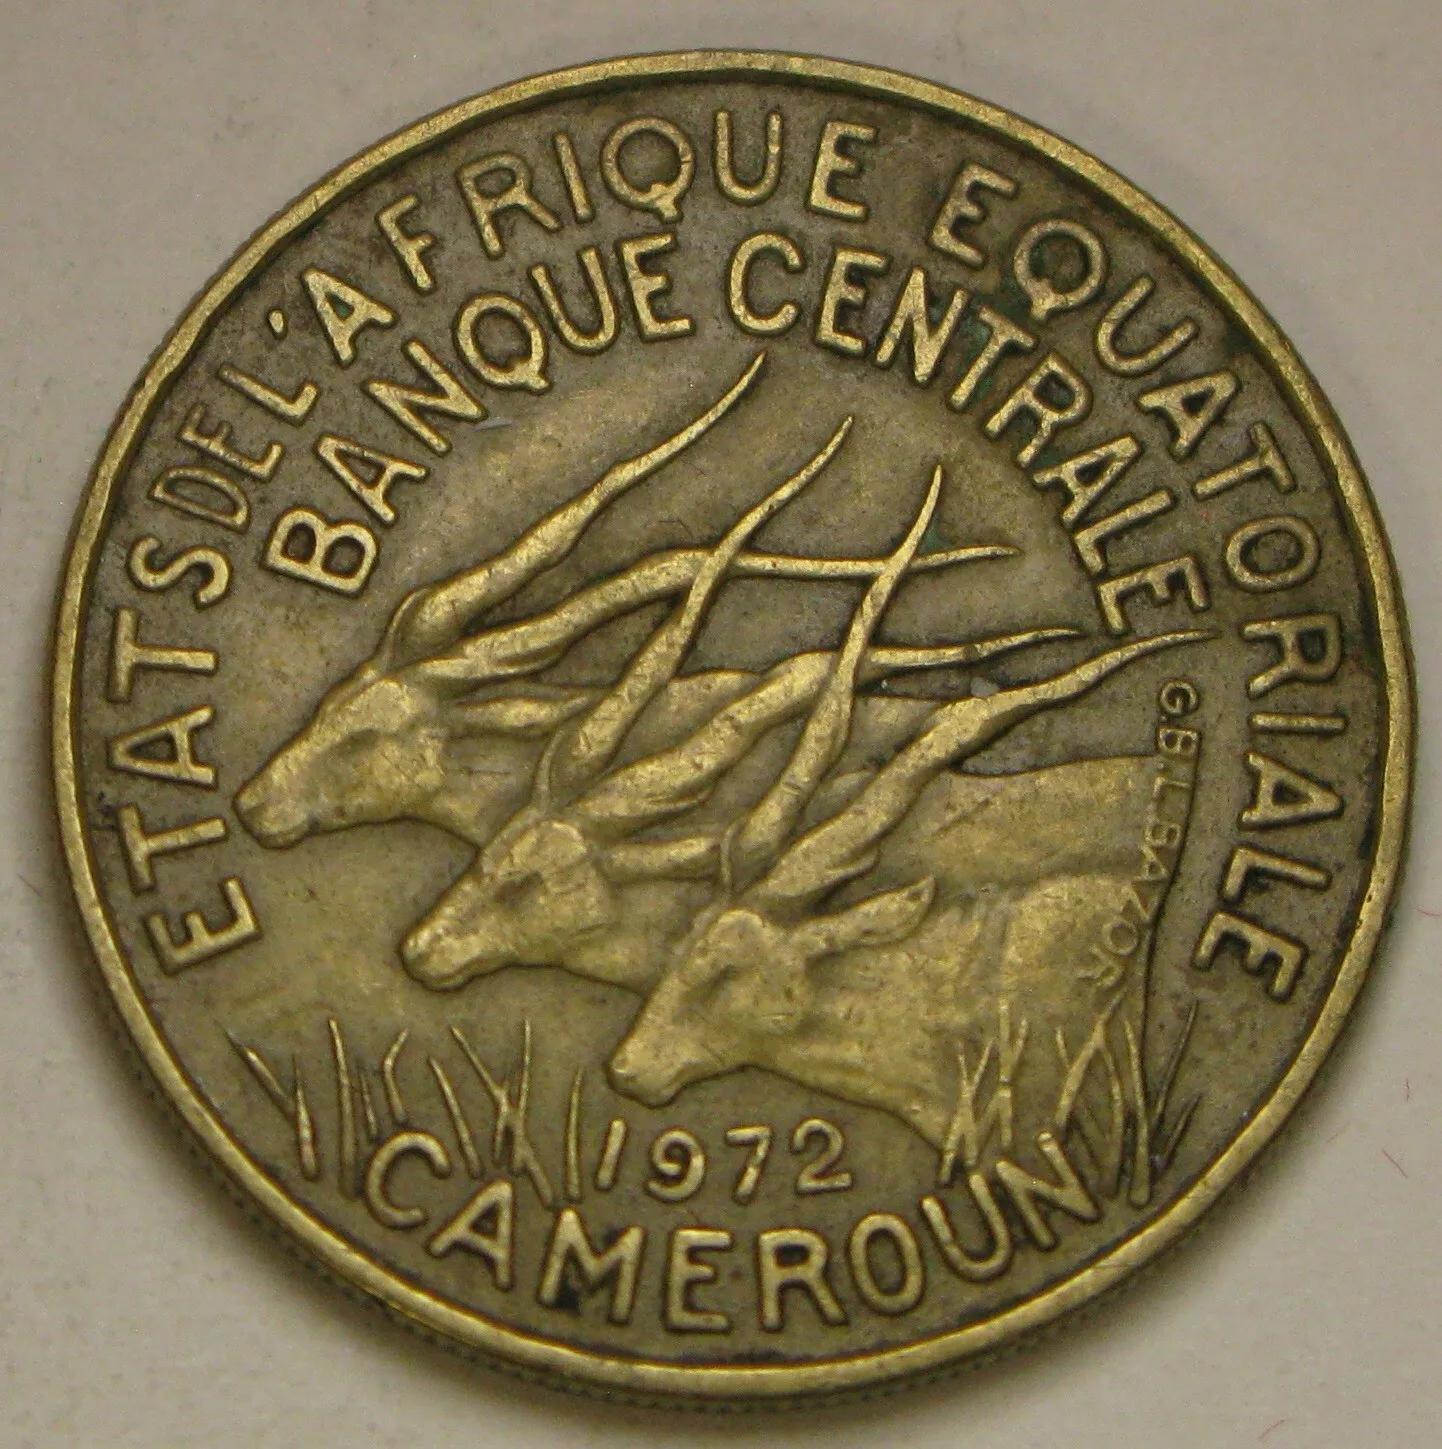 ETATS DE L'AFRIQUE EQUATORIALE
BANQUE CENTRALE
G.B.L.BAZOR
1972
CAMEROUN